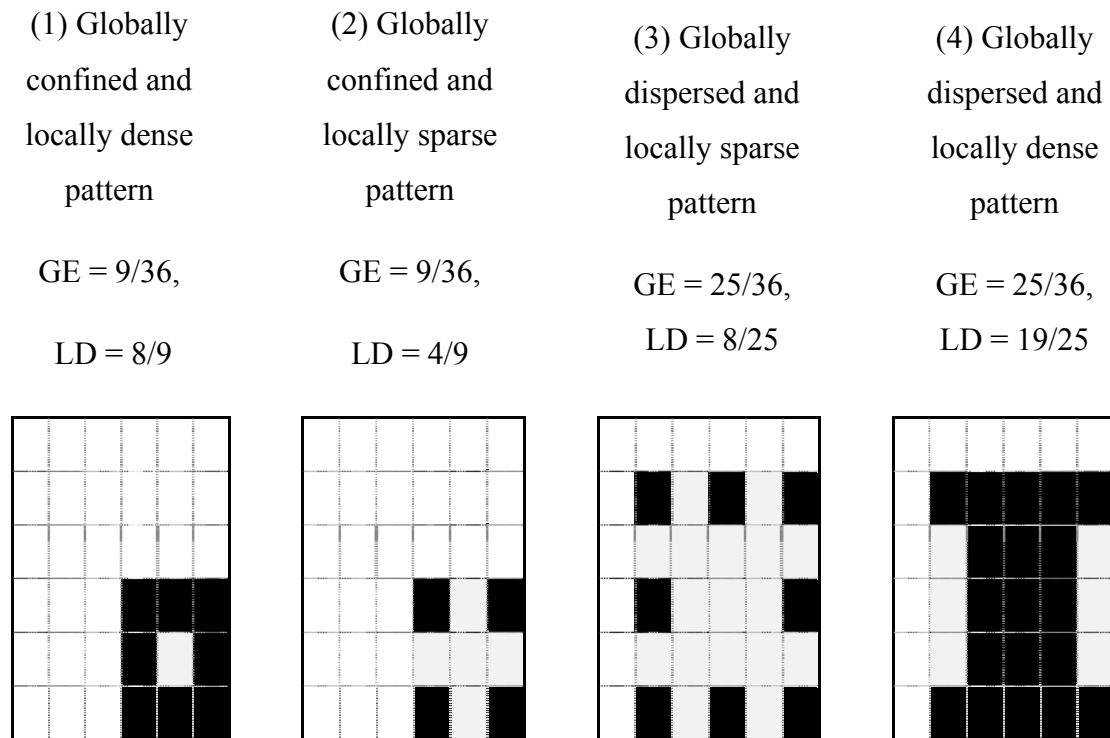 (1) Globally
confined and
locally dense
pattern
GE = 9/36,
LD = 8/9
(2) Globally
confined and
locally sparse
pattern
GE = 9/36,
LD = 4/9
(3) Globally
dispersed and
locally sparse
pattern
GE = 25/36,
LD = 8/25
(4) Globally
dispersed and
locally dense
pattern
GE = 25/36,
LD = 19/25